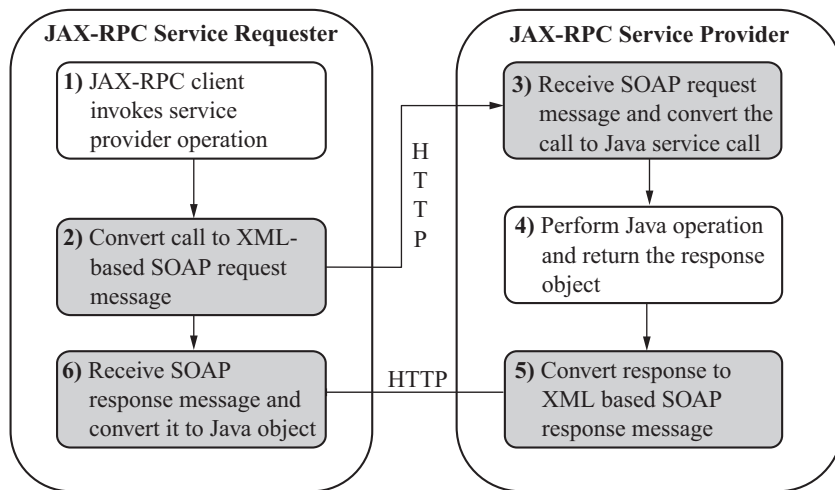 JAX-RPC Service Requester
1) JAX-RPC client
invokes service
provider operation
2) Convert call to XML-
based SOAP request
message
6) Receive SOAP
response message and
convert it to Java object
H
T
T
P
HTTP
JAX-RPC Service Provider
3) Receive SOAP request
message and convert the
call to Java service call
4) Perform Java operation
and return the response
object
5) Convert response to
XML based SOAP
response message